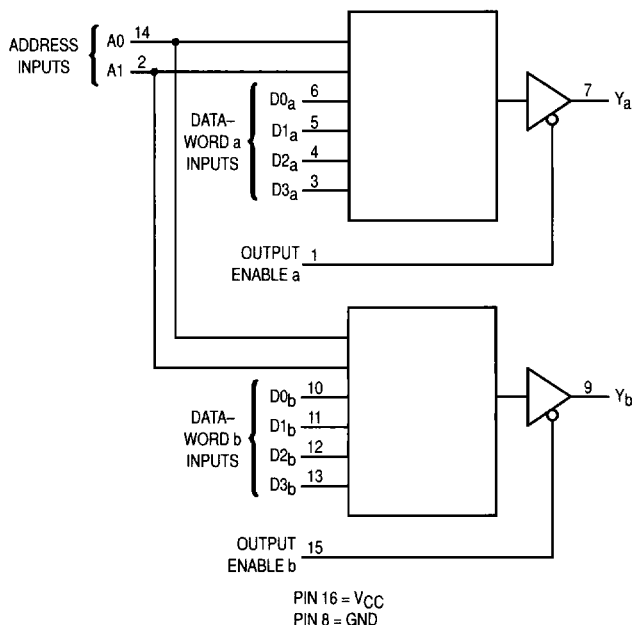 ADDRESS
INPUTS
A0 14
A1 2
DATA–
WORD a
INPUTS
D0a 6
D1a 5
D2a 4
D3a 3
7 Ya
OUTPUT
ENABLE a
1
DATA–
WORD b
INPUTS
D0b 10
D1b 11
D2b 12
D3b 13
9 Yb
OUTPUT
ENABLE b
15
PIN 16 = VCC
PIN 8 = GND